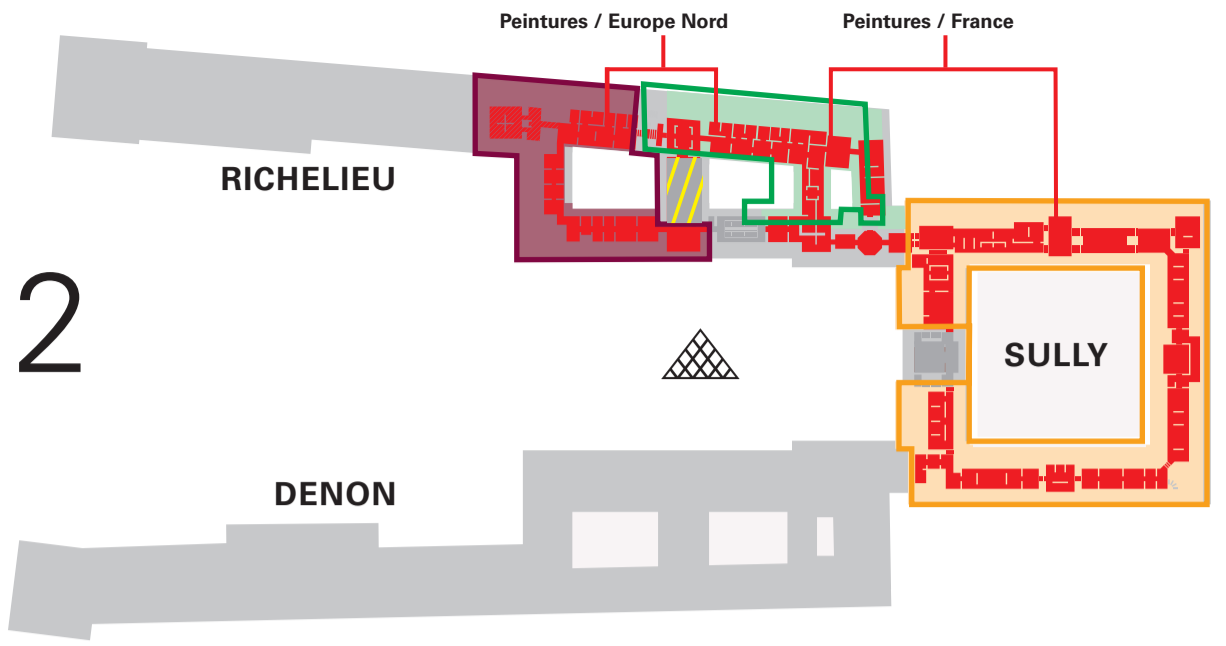 Peintures / Europe Nord
Peintures / France
RICHELIEU
2
SULLY
DENON